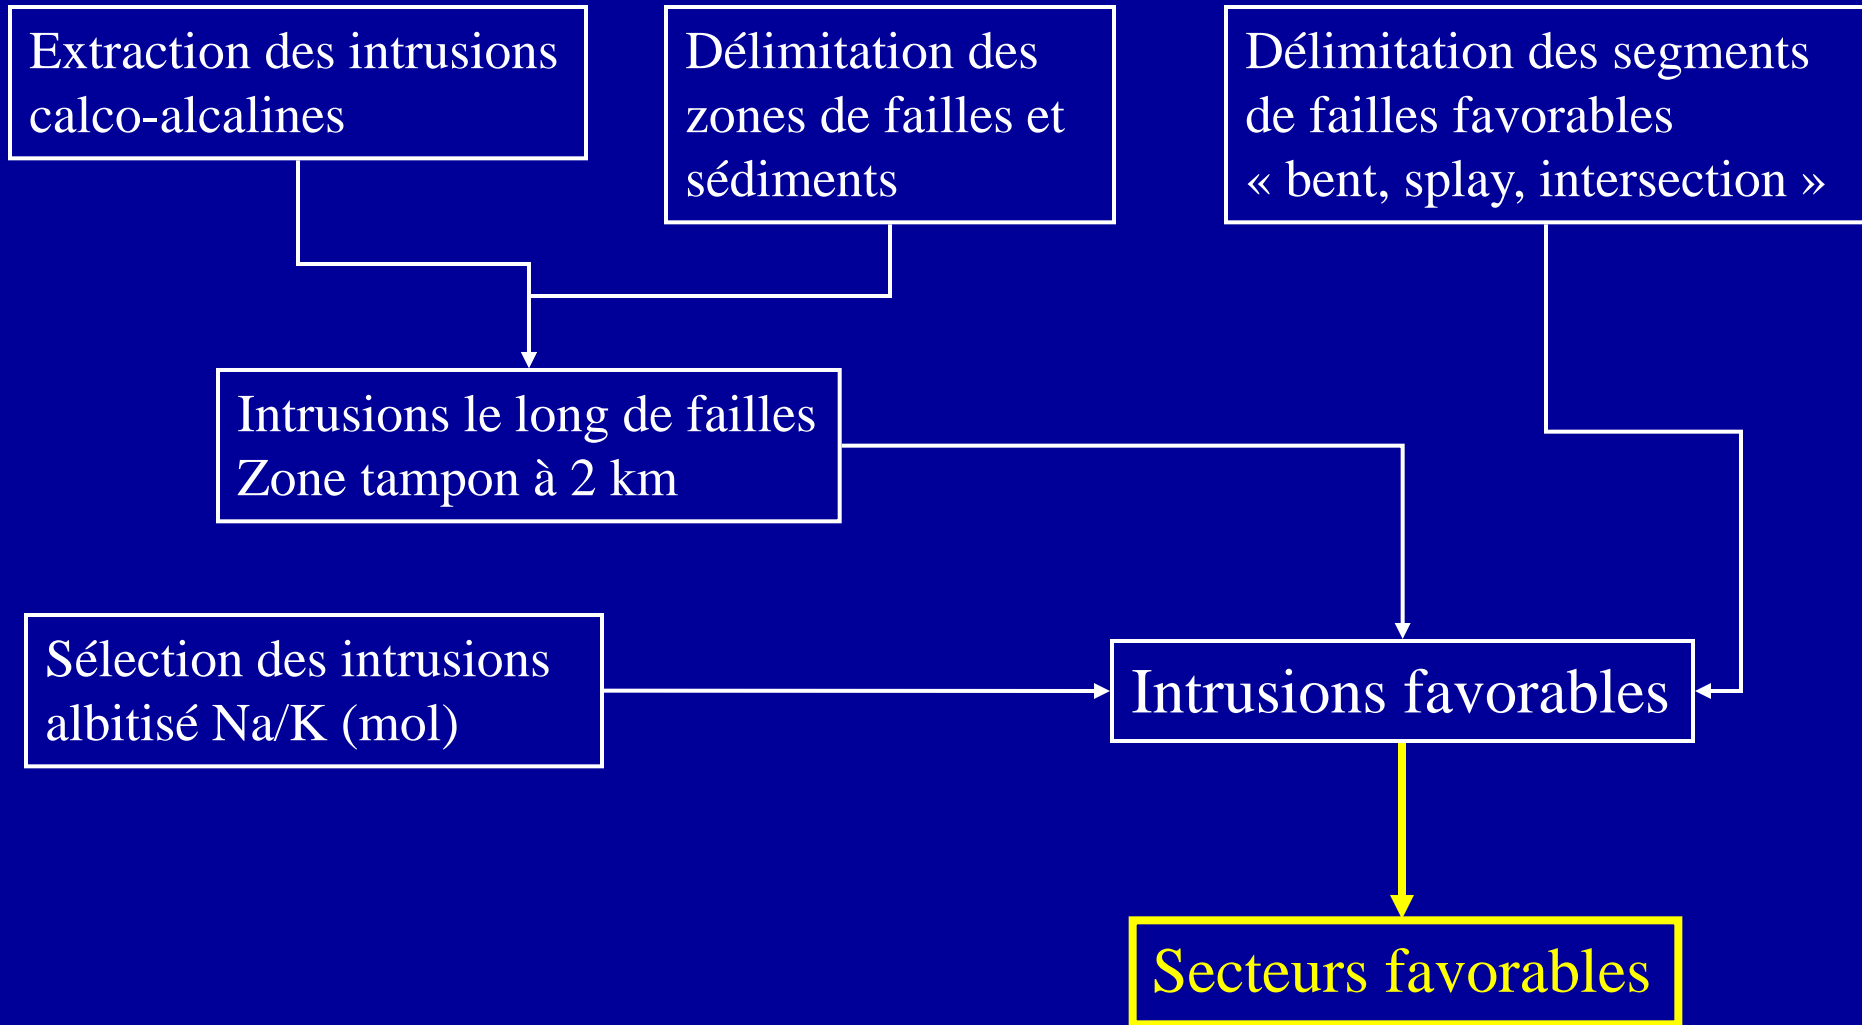 Extraction des intrusions
calco-alcalines
Délimitation des
zones de failles et
sédiments
Délimitation des segments
de failles favorables
« bent, splay, intersection »
Intrusions le long de failles
Zone tampon à 2 km
Sélection des intrusions
albitisé Na/K (mol)
Intrusions favorables
Secteurs favorables